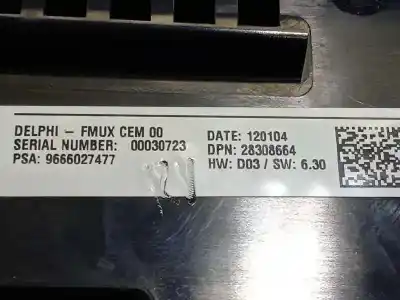 DELPHI – FMUX CEM 00
SERIAL NUMBER: 00030723
PSA: 9666027477
DATE: 120104
DPN: 28308664
HW: D03 / SW: 6.30